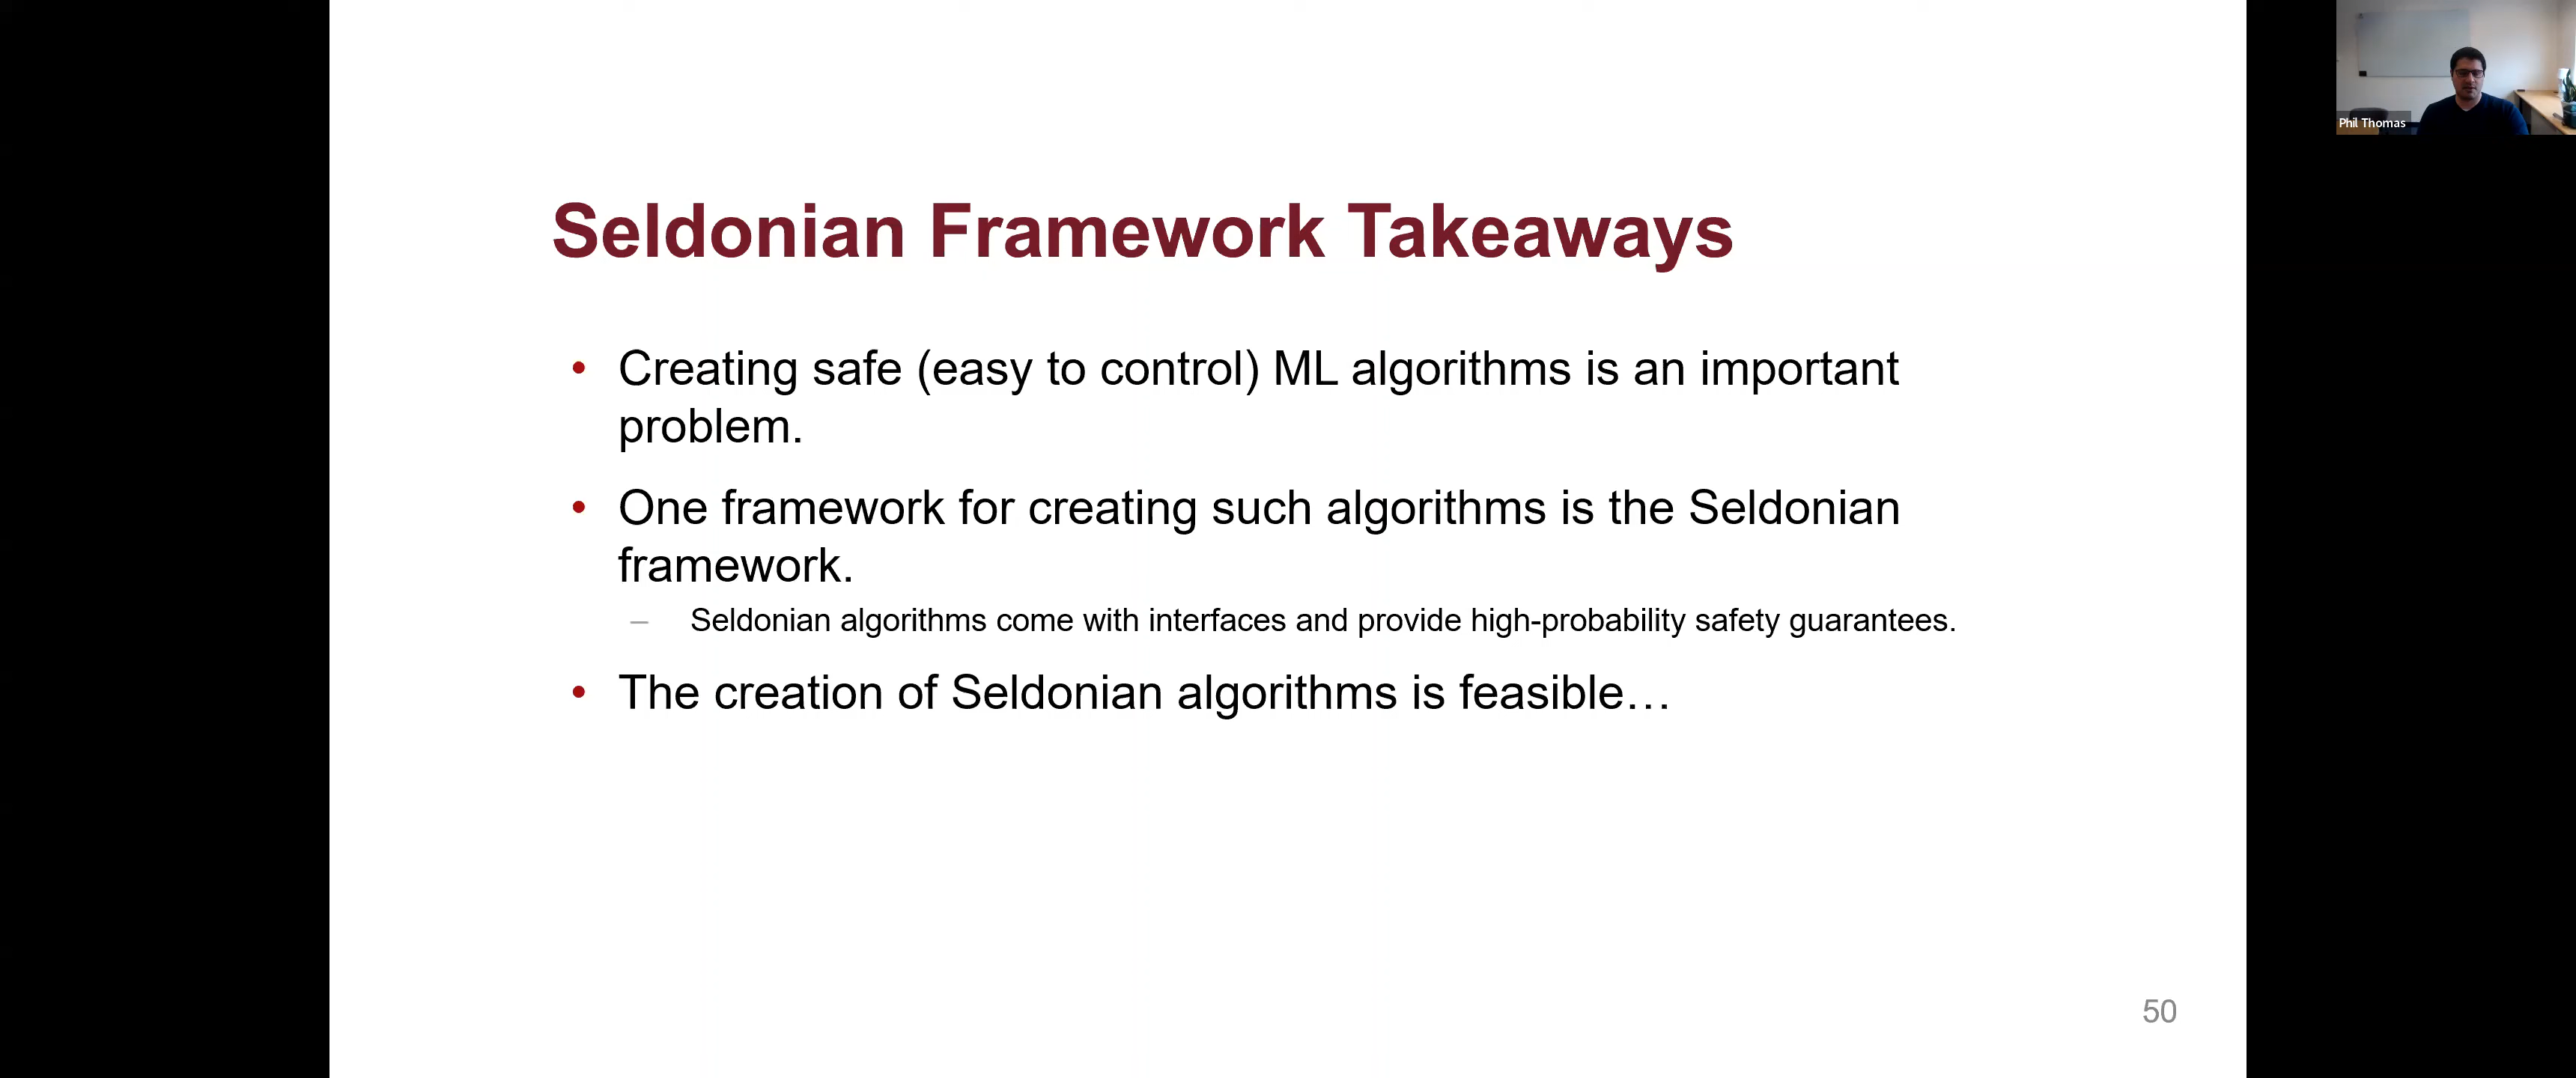 Phil Thomas
Seldonian Framework Takeaways
• Creating safe (easy to control) ML algorithms is an important
problem.
• One framework for creating such algorithms is the Seldonian
framework.
– Seldonian algorithms come with interfaces and provide high-probability safety guarantees.
• The creation of Seldonian algorithms is feasible…
50